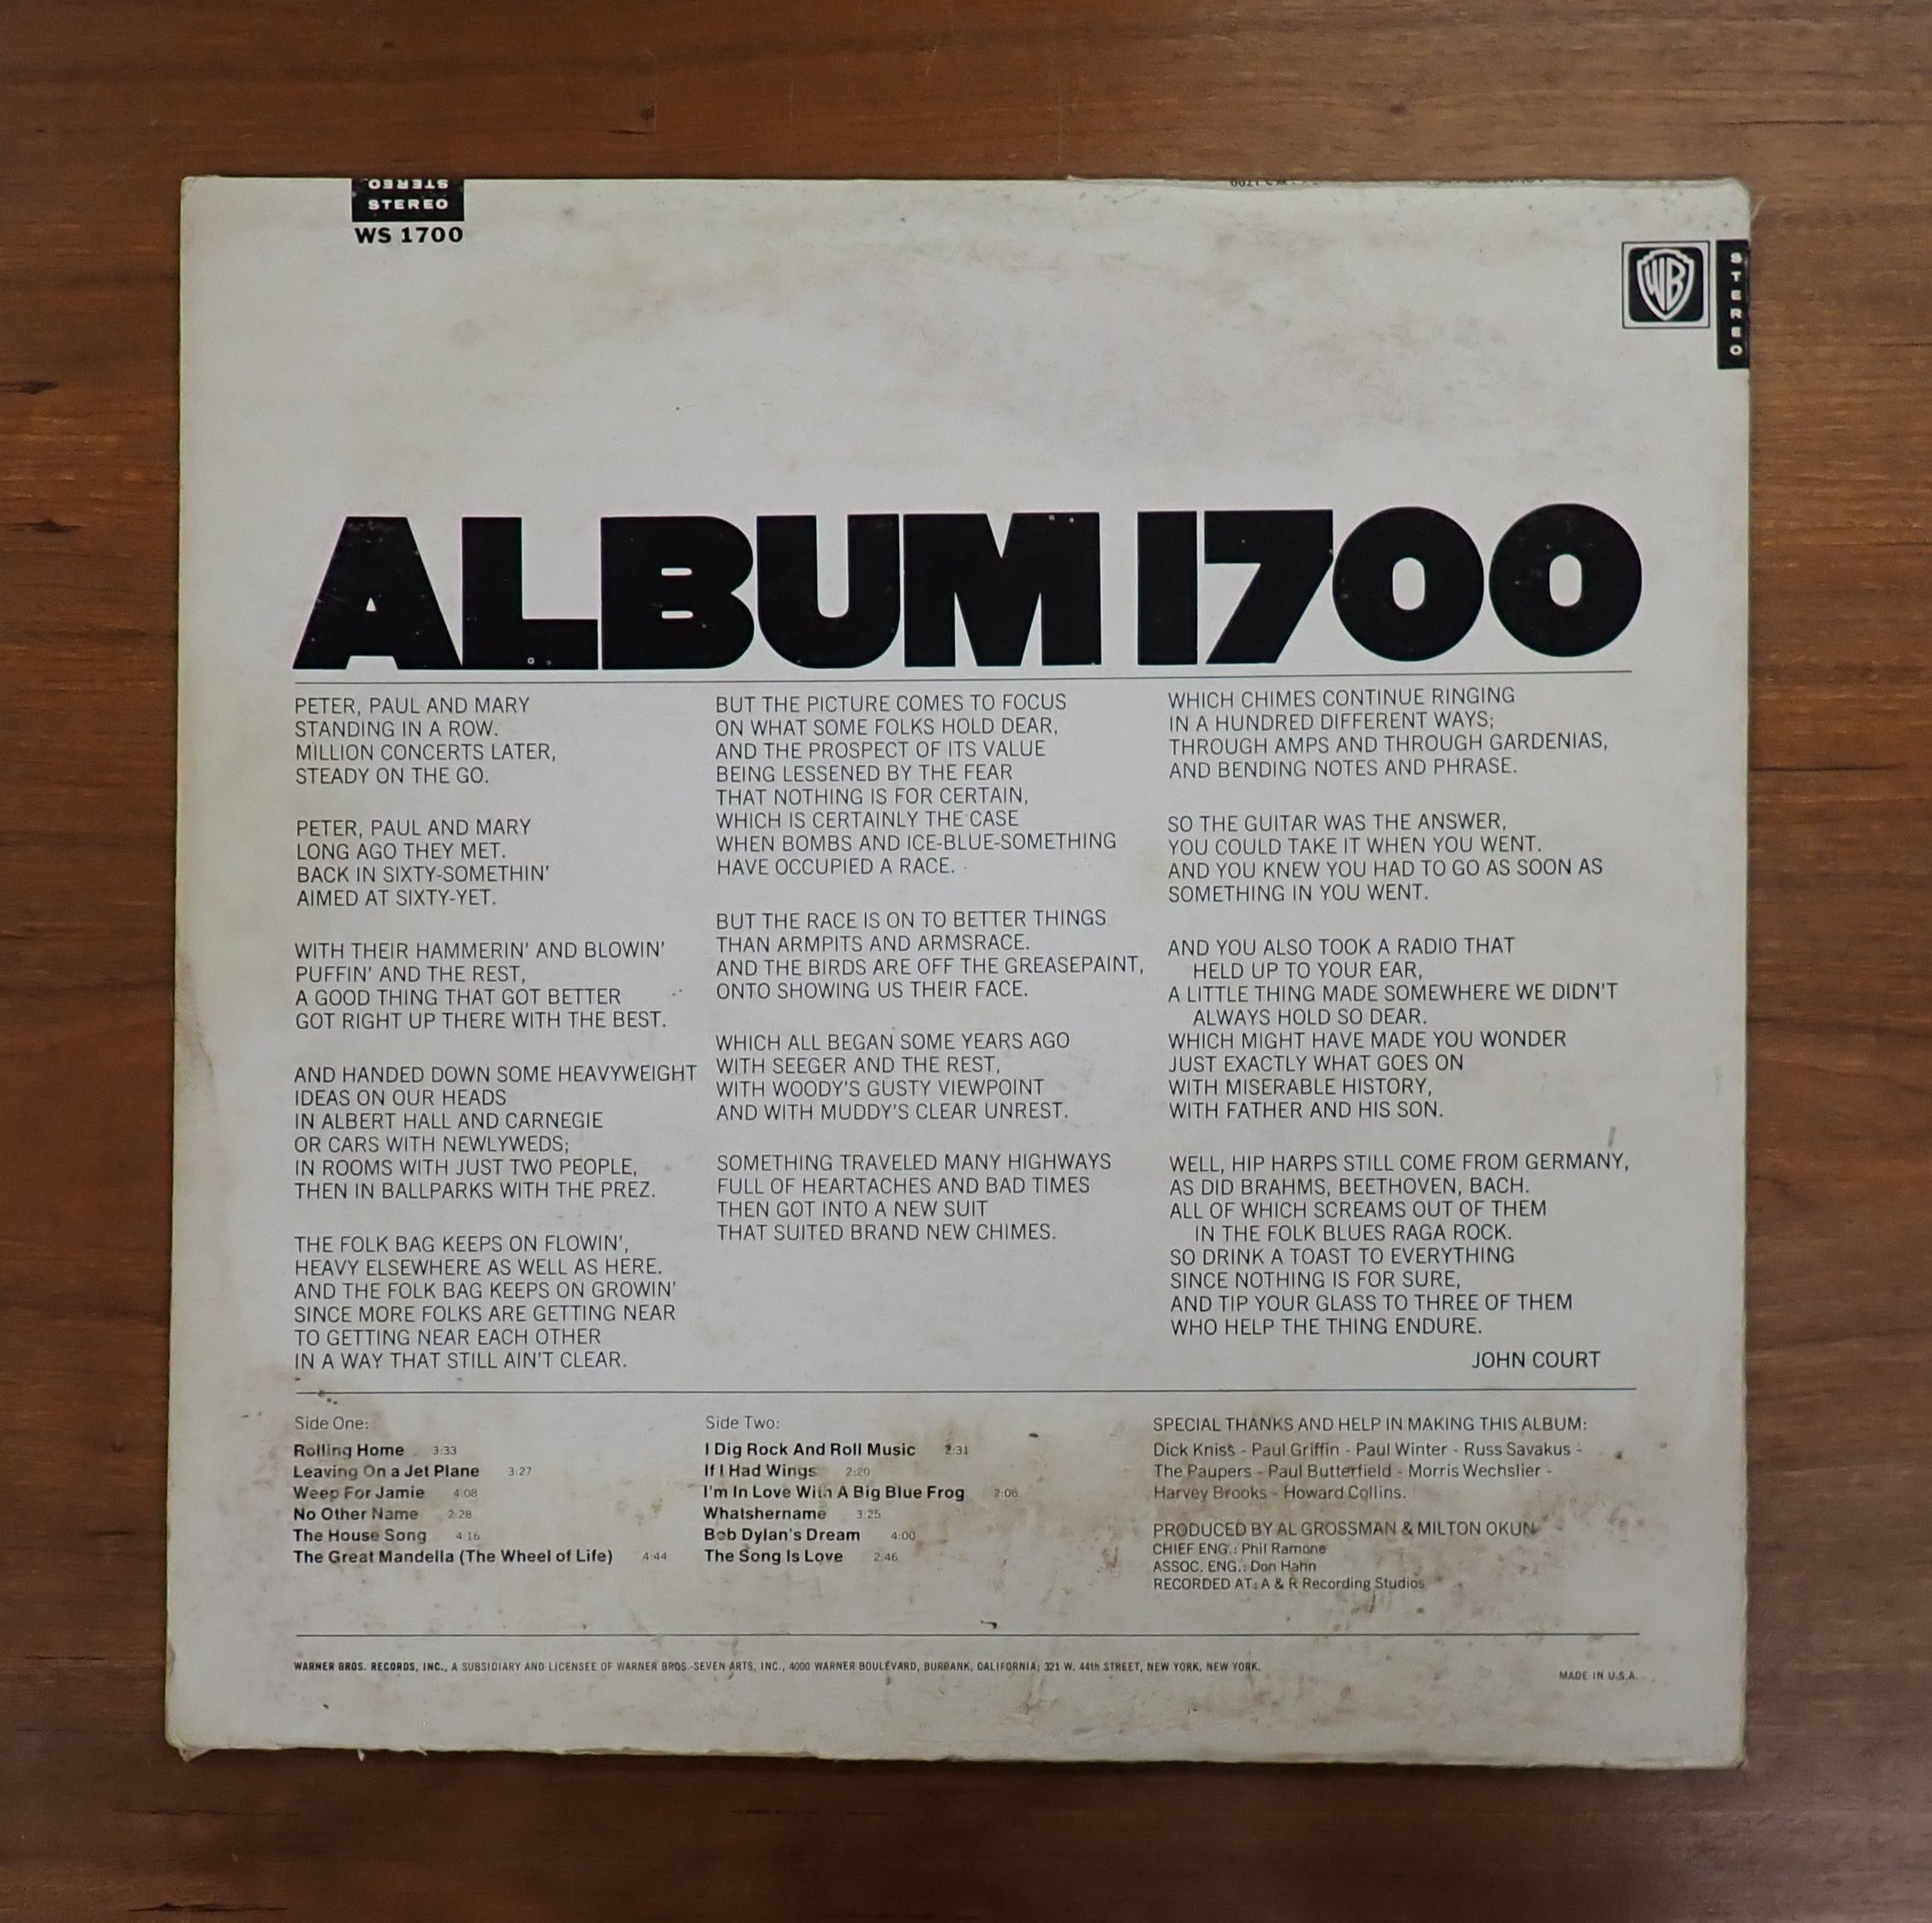 STEREO
STEREO
WS 1700
WB
STEREO
ALBUM 1700
PETER, PAUL AND MARY
STANDING IN A ROW.
MILLION CONCERTS LATER,
STEADY ON THE GO.
PETER, PAUL AND MARY
LONG AGO THEY MET.
BACK IN SIXTY-SOMETHIN'
AIMED AT SIXTY-YET.
WITH THEIR HAMMERIN' AND BLOWIN'
PUFFIN' AND THE REST,
A GOOD THING THAT GOT BETTER
GOT RIGHT UP THERE WITH THE BEST.
AND HANDED DOWN SOME HEAVYWEIGHT
IDEAS ON OUR HEADS
IN ALBERT HALL AND CARNEGIE
OR CARS WITH NEWLYWEDS;
IN ROOMS WITH JUST TWO PEOPLE,
THEN IN BALLPARKS WITH THE PREZ.
THE FOLK BAG KEEPS ON FLOWIN',
HEAVY ELSEWHERE AS WELL AS HERE.
AND THE FOLK BAG KEEPS ON GROWIN'
SINCE MORE FOLKS ARE GETTING NEAR
TO GETTING NEAR EACH OTHER
IN A WAY THAT STILL AIN'T CLEAR.
BUT THE PICTURE COMES TO FOCUS
ON WHAT SOME FOLKS HOLD DEAR,
AND THE PROSPECT OF ITS VALUE
BEING LESSENED BY THE FEAR
THAT NOTHING IS FOR CERTAIN,
WHICH IS CERTAINLY THE CASE
WHEN BOMBS AND ICE-BLUE-SOMETHING
HAVE OCCUPIED A RACE.
BUT THE RACE IS ON TO BETTER THINGS
THAN ARMPITS AND ARMSRACE.
AND THE BIRDS ARE OFF THE GREASEPAINT,
ONTO SHOWING US THEIR FACE.
WHICH ALL BEGAN SOME YEARS AGO
WITH SEEGER AND THE REST,
WITH WOODY'S GUSTY VIEWPOINT
AND WITH MUDDY'S CLEAR UNREST.
SOMETHING TRAVELED MANY HIGHWAYS
FULL OF HEARTACHES AND BAD TIMES
THEN GOT INTO A NEW SUIT
THAT SUITED BRAND NEW CHIMES.
WHICH CHIMES CONTINUE RINGING
IN A HUNDRED DIFFERENT WAYS;
THROUGH AMPS AND THROUGH GARDENIAS,
AND BENDING NOTES AND PHRASE.
SO THE GUITAR WAS THE ANSWER,
YOU COULD TAKE IT WHEN YOU WENT.
AND YOU KNEW YOU HAD TO GO AS SOON AS
SOMETHING IN YOU WENT.
AND YOU ALSO TOOK A RADIO THAT
HELD UP TO YOUR EAR,
A LITTLE THING MADE SOMEWHERE WE DIDN'T
ALWAYS HOLD SO DEAR.
WHICH MIGHT HAVE MADE YOU WONDER
JUST EXACTLY WHAT GOES ON
WITH MISERABLE HISTORY,
WITH FATHER AND HIS SON.
WELL, HIP HARPS STILL COME FROM GERMANY,
AS DID BRAHMS, BEETHOVEN, BACH.
ALL OF WHICH SCREAMS OUT OF THEM
IN THE FOLK BLUES RAGA ROCK.
SO DRINK A TOAST TO EVERYTHING
SINCE NOTHING IS FOR SURE,
AND TIP YOUR GLASS TO THREE OF THEM
WHO HELP THE THING ENDURE.
JOHN COURT
Side One:
Rolling Home 3:33
Leaving On a Jet Plane 3:27
Weep For Jamie 4:08
No Other Name 2:28
The House Song 4:16
The Great Mandella (The Wheel of Life) 4:44
Side Two:
I Dig Rock And Roll Music 2:31
If I Had Wings 2:20
I'm In Love With A Big Blue Frog 2:06
Whatshername 3:25
Bob Dylan's Dream 4:00
The Song Is Love 2:46
SPECIAL THANKS AND HELP IN MAKING THIS ALBUM:
Dick Kniss - Paul Griffin - Paul Winter - Russ Savakus -
The Paupers - Paul Butterfield - Morris Wechslier -
Harvey Brooks - Howard Collins.
PRODUCED BY AL GROSSMAN & MILTON OKUN
CHIEF ENG.: Phil Ramone
ASSOC. ENG.: Don Hahn
RECORDED AT: A & R Recording Studios
WARNER BROS. RECORDS, INC., A SUBSIDIARY AND LICENSEE OF WARNER BROS.-SEVEN ARTS, INC., 4000 WARNER BOULEVARD, BURBANK, CALIFORNIA; 321 W. 44th STREET, NEW YORK, NEW YORK.
MADE IN U.S.A.